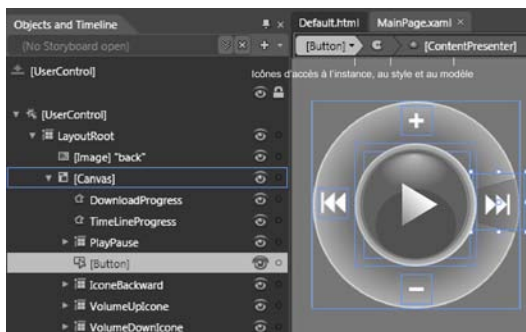 Objects and Timeline
(No Storyboard open)
[UserControl]
[UserControl]
LayoutRoot
[Image] "back"
[Canvas]
DownloadProgress
TimeLineProgress
PlayPause
[Button]
IconeBackward
VolumeUpIcone
VolumeDownIcone
Default.html
MainPage.xaml ×
[Button]
[ContentPresenter]
Icônes d'accès à l'instance, au style et au modèle